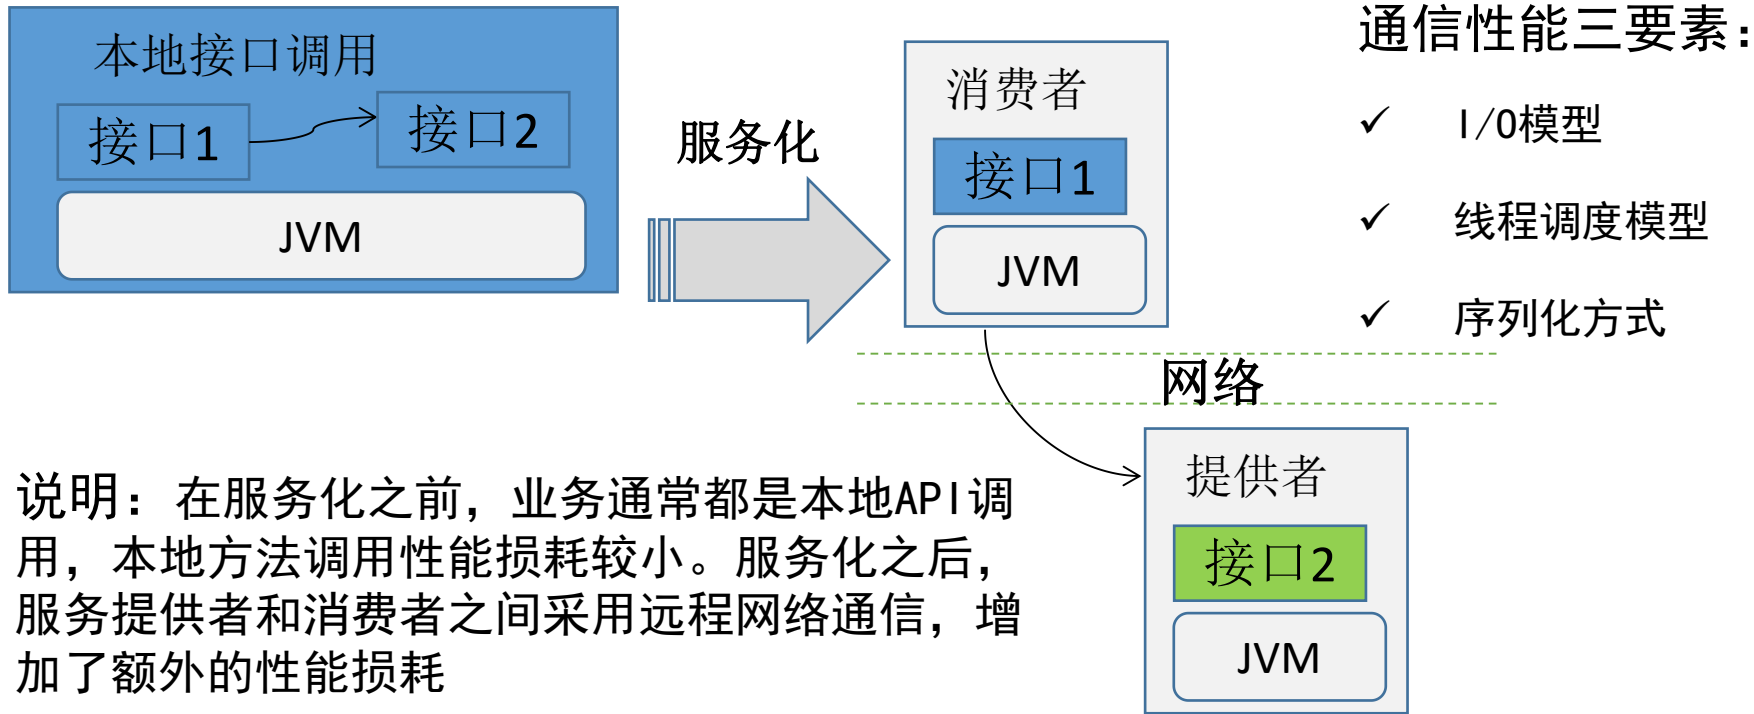 本地接口调用
接口1
接口2
JVM
服务化
消费者
接口1
JVM
网络
提供者
接口2
JVM
通信性能三要素：
✓ I/O模型
✓ 线程调度模型
✓ 序列化方式
说明：在服务化之前，业务通常都是本地API调
用，本地方法调用性能损耗较小。服务化之后，
服务提供者和消费者之间采用远程网络通信，增
加了额外的性能损耗